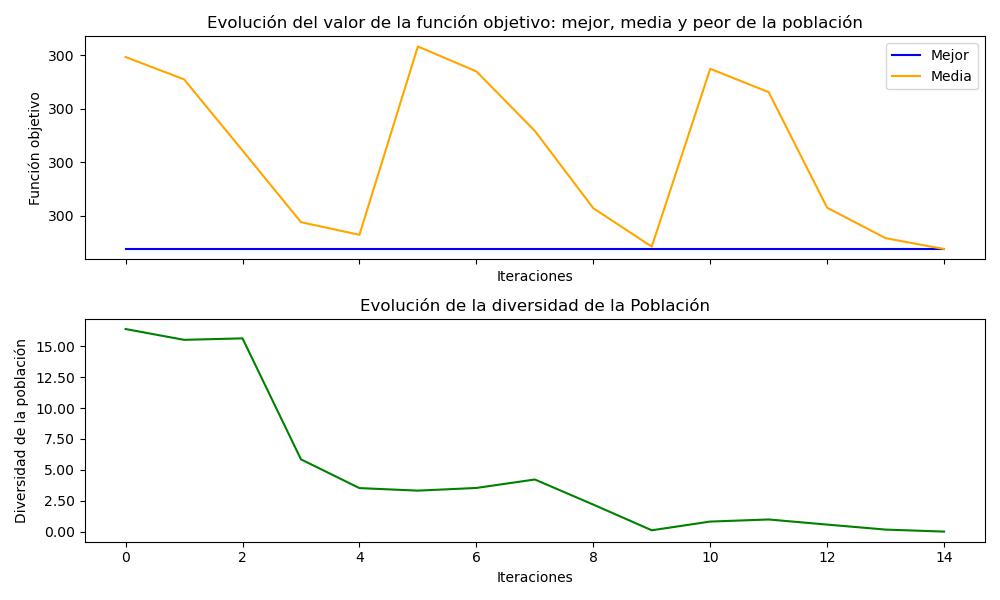 Evolución del valor de la función objetivo: mejor, media y peor de la población
Función objetivo
300
300
300
300
Mejor
Media
Iteraciones
Evolución de la diversidad de la Población
Diversidad de la población
15.00
12.50
10.00
7.50
5.00
2.50
0.00
0 2 4 6 8 10 12 14
Iteraciones